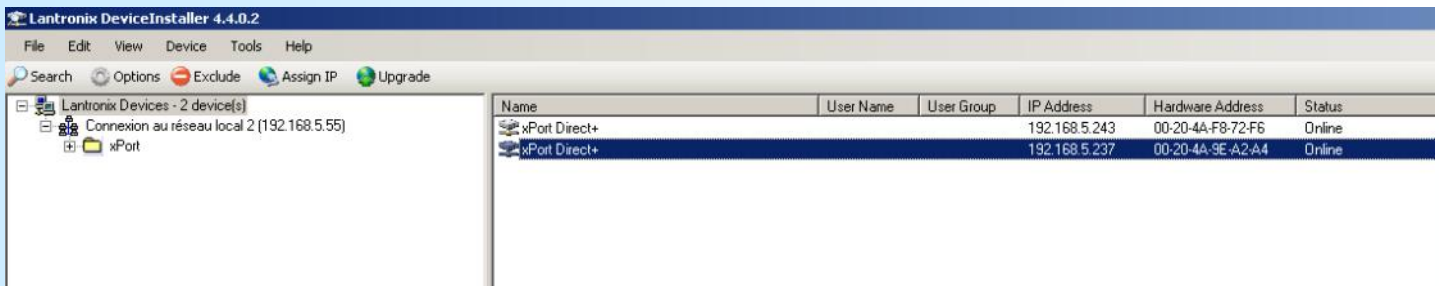 Lantronix DeviceInstaller 4.4.0.2
File Edit View Device Tools Help
Search Options Exclude Assign IP Upgrade
Lantronix Devices - 2 device(s)
Connexion au réseau local 2 (192.168.5.55)
xPort
Name User Name User Group IP Address Hardware Address Status
xPort Direct+ 192.168.5.243 00-20-4A-F8-72-F6 Online
xPort Direct+ 192.168.5.237 00-20-4A-9E-A2-A4 Online